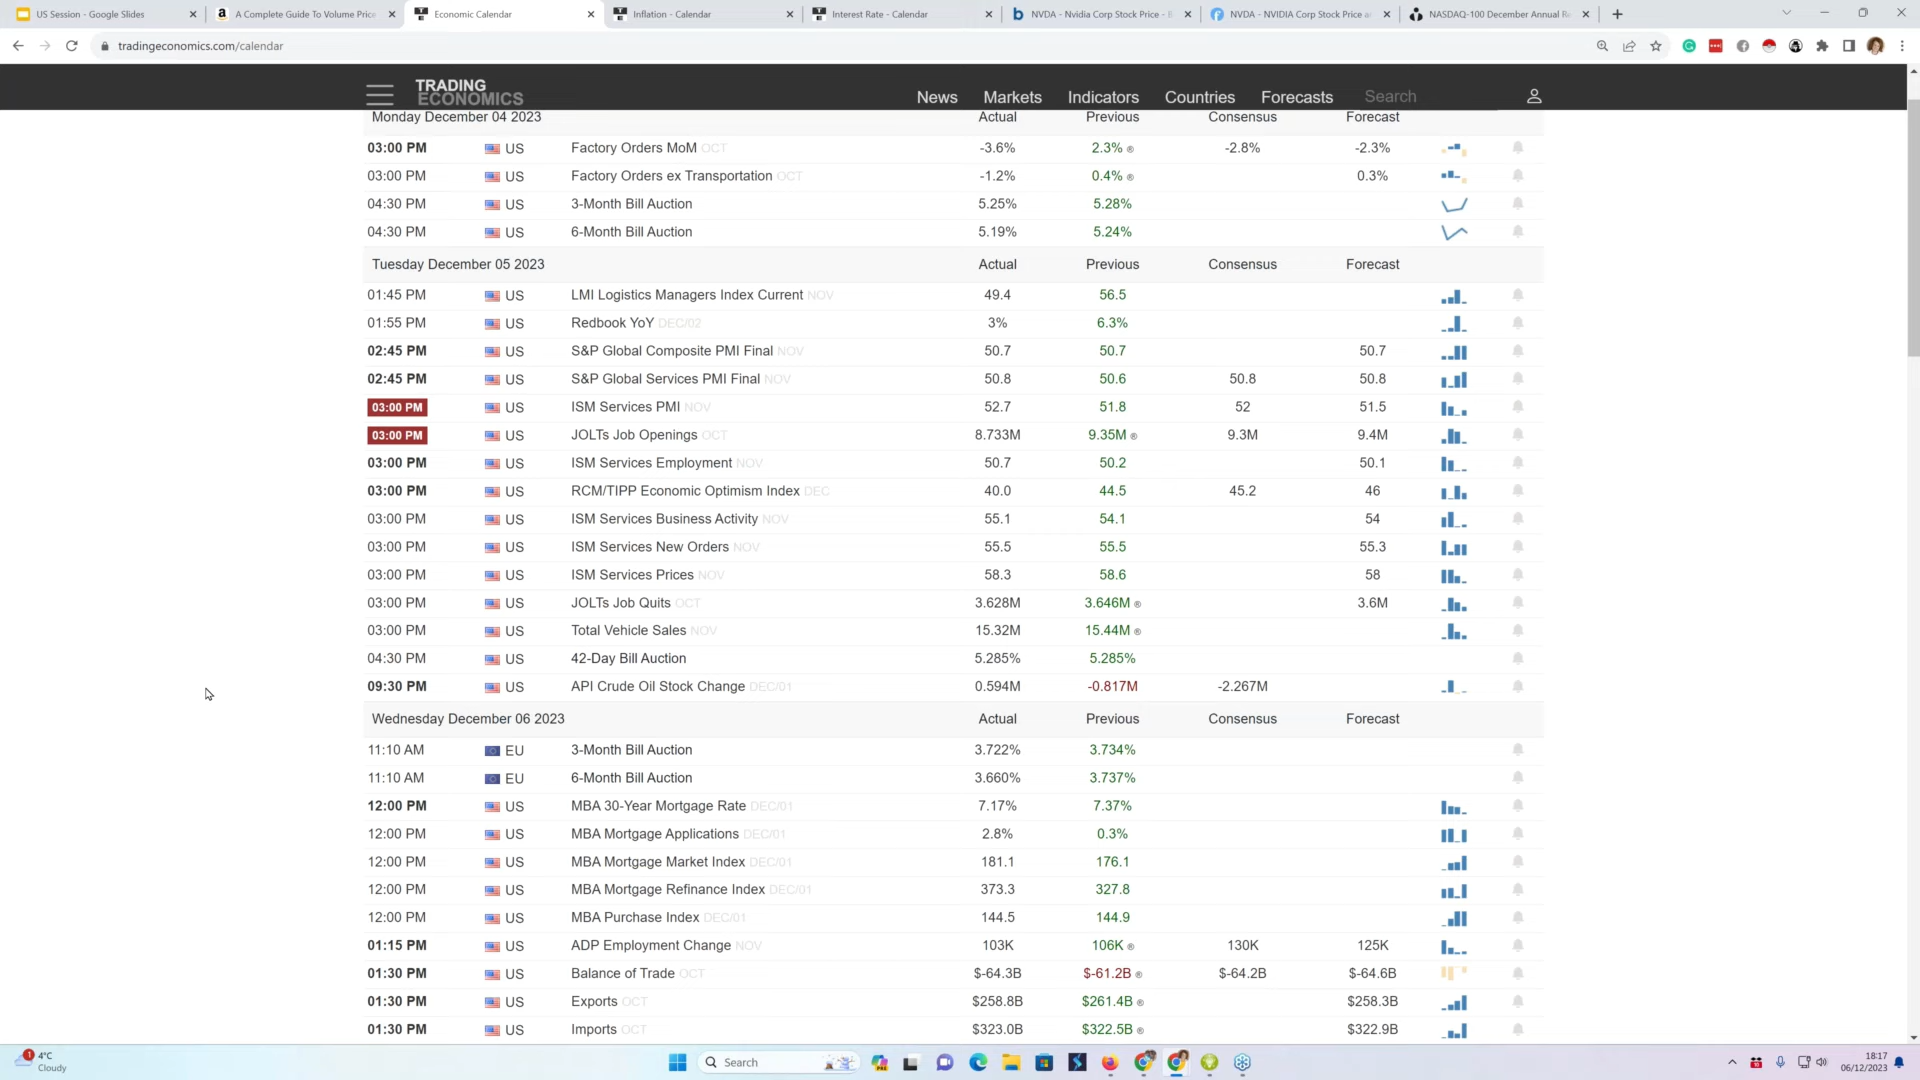 US Session - Google Slides
A Complete Guide To Volume Price
Economic Calendar
Inflation - Calendar
Interest Rate - Calendar
NVDA - Nvidia Corp Stock Price -
NVDA - NVIDIA Corp Stock Price
NASDAQ-100 December Annual
tradingeconomics.com/calendar
TRADING ECONOMICS
News Markets Indicators Countries Forecasts Search
Monday December 04 2023 Actual Previous Consensus Forecast
03:00 PM US Factory Orders MoM OCT -3.6% 2.3% ® -2.8% -2.3%
03:00 PM US Factory Orders ex Transportation OCT -1.2% 0.4% ® 0.3%
04:30 PM US 3-Month Bill Auction 5.25% 5.28%
04:30 PM US 6-Month Bill Auction 5.19% 5.24%
Tuesday December 05 2023 Actual Previous Consensus Forecast
01:45 PM US LMI Logistics Managers Index Current NOV 49.4 56.5
01:55 PM US Redbook YoY DEC/02 3% 6.3%
02:45 PM US S&P Global Composite PMI Final NOV 50.7 50.7 50.7
02:45 PM US S&P Global Services PMI Final NOV 50.8 50.6 50.8 50.8
03:00 PM US ISM Services PMI NOV 52.7 51.8 52 51.5
03:00 PM US JOLTs Job Openings OCT 8.733M 9.35M ® 9.3M 9.4M
03:00 PM US ISM Services Employment NOV 50.7 50.2 50.1
03:00 PM US RCM/TIPP Economic Optimism Index DEC 40.0 44.5 45.2 46
03:00 PM US ISM Services Business Activity NOV 55.1 54.1 54
03:00 PM US ISM Services New Orders NOV 55.5 55.5 55.3
03:00 PM US ISM Services Prices NOV 58.3 58.6 58
03:00 PM US JOLTs Job Quits OCT 3.628M 3.646M ® 3.6M
03:00 PM US Total Vehicle Sales NOV 15.32M 15.44M ®
04:30 PM US 42-Day Bill Auction 5.285% 5.285%
09:30 PM US API Crude Oil Stock Change DEC/01 0.594M -0.817M -2.267M
Wednesday December 06 2023 Actual Previous Consensus Forecast
11:10 AM EU 3-Month Bill Auction 3.722% 3.734%
11:10 AM EU 6-Month Bill Auction 3.660% 3.737%
12:00 PM US MBA 30-Year Mortgage Rate DEC/01 7.17% 7.37%
12:00 PM US MBA Mortgage Applications DEC/01 2.8% 0.3%
12:00 PM US MBA Mortgage Market Index DEC/01 181.1 176.1
12:00 PM US MBA Mortgage Refinance Index DEC/01 373.3 327.8
12:00 PM US MBA Purchase Index DEC/01 144.5 144.9
01:15 PM US ADP Employment Change NOV 103K 106K ® 130K 125K
01:30 PM US Balance of Trade OCT $-64.3B $-61.2B ® $-64.2B $-64.6B
01:30 PM US Exports OCT $258.8B $261.4B ® $258.3B
01:30 PM US Imports OCT $323.0B $322.5B ® $322.9B
1
4°C
Cloudy
Search
18:17
06/12/2023